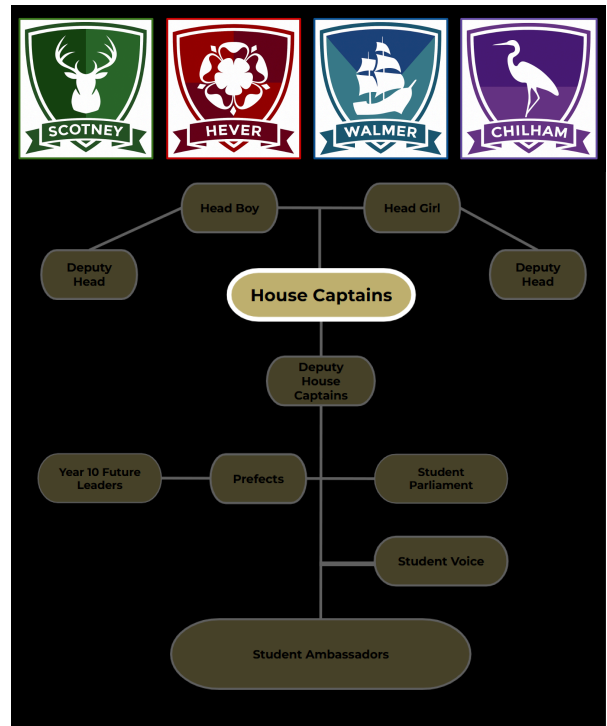 SCOTNEY
HEVER
WALMER
CHILHAM
Head Boy
Head Girl
Deputy
Head
Deputy
Head
House Captains
Deputy
House
Captains
Year 10 Future
Leaders
Prefects
Student
Parliament
Student Voice
Student Ambassadors